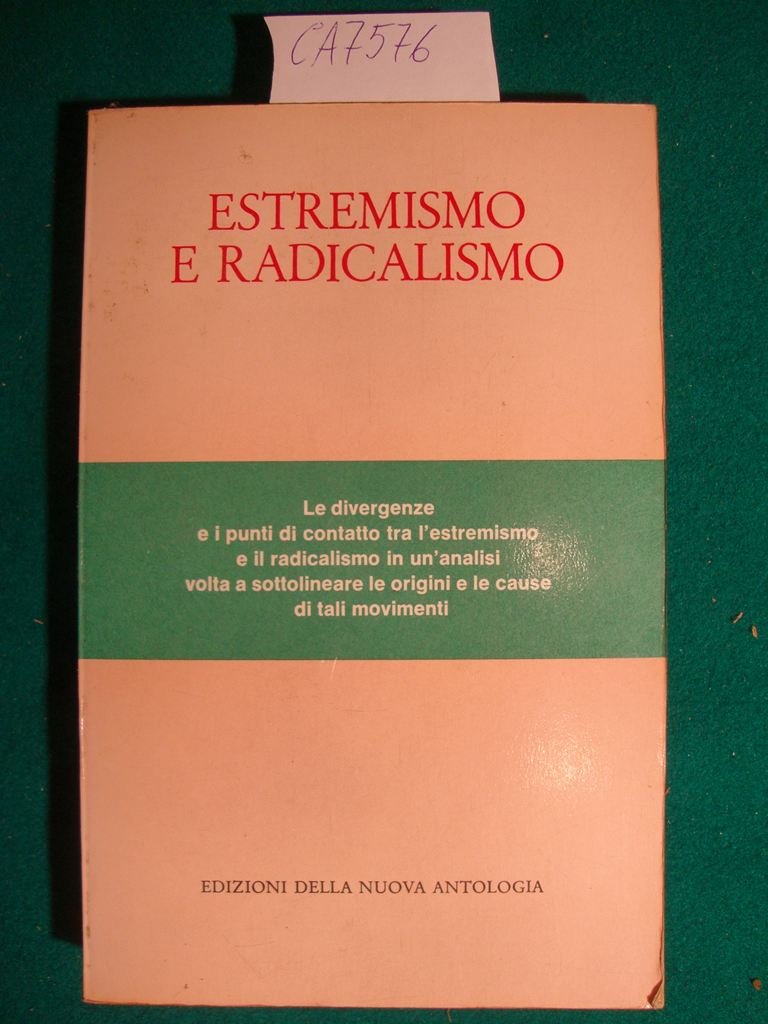 CA7576
ESTREMISMO
E RADICALISMO
Le divergenze
e i punti di contatto tra l'estremismo
e il radicalismo in un'analisi
volta a sottolineare le origini e le cause
di tali movimenti
EDIZIONI DELLA NUOVA ANTOLOGIA